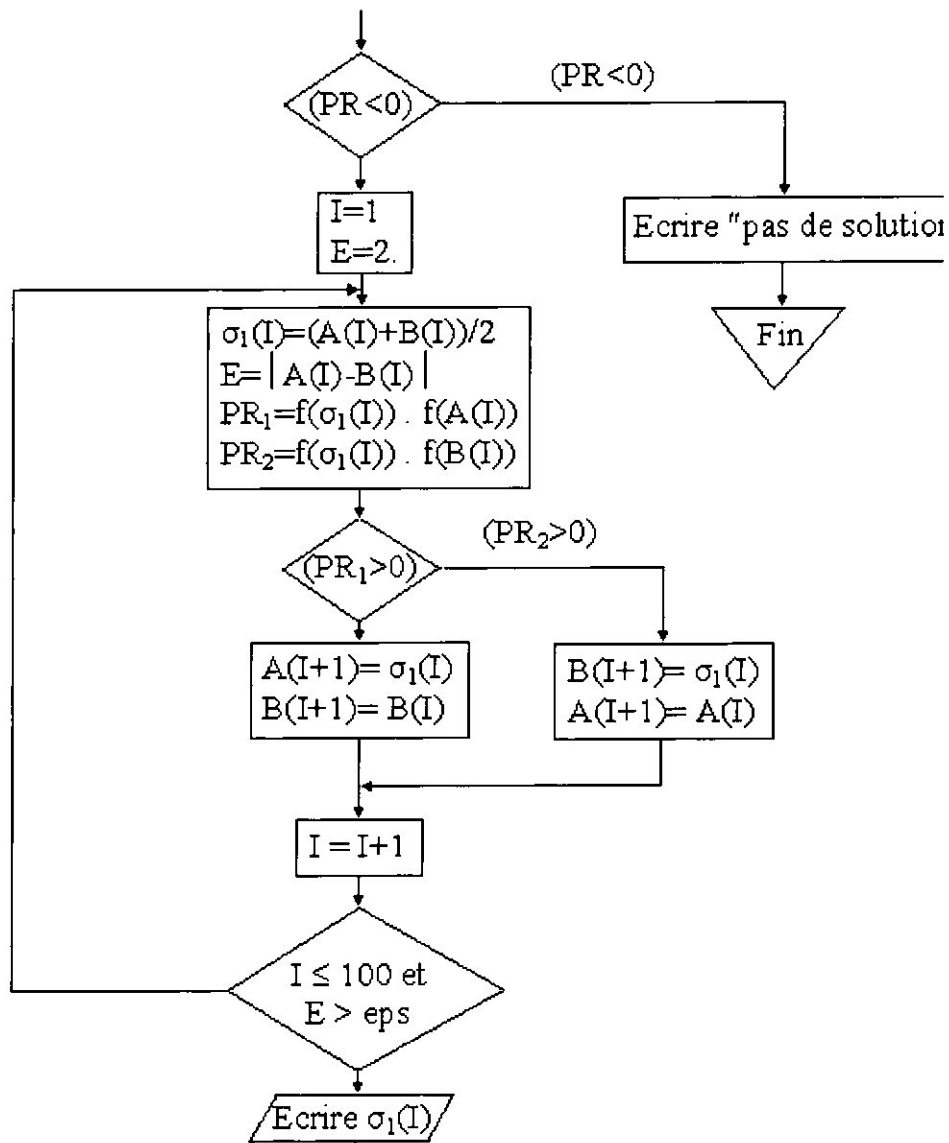 (PR<0)
(PR<0)
I=1
E=2.
Ecrire "pas de solution
Fin
σ₁(I)=(A(I)+B(I))/2
E=|A(I)-B(I)|
PR₁=f(σ₁(I)) . f(A(I))
PR₂=f(σ₁(I)) . f(B(I))
(PR₂>0)
(PR₁>0)
A(I+1)= σ₁(I)
B(I+1)= B(I)
B(I+1)= σ₁(I)
A(I+1)= A(I)
I = I+1
I ≤ 100 et
E > eps
Ecrire σ₁(I)